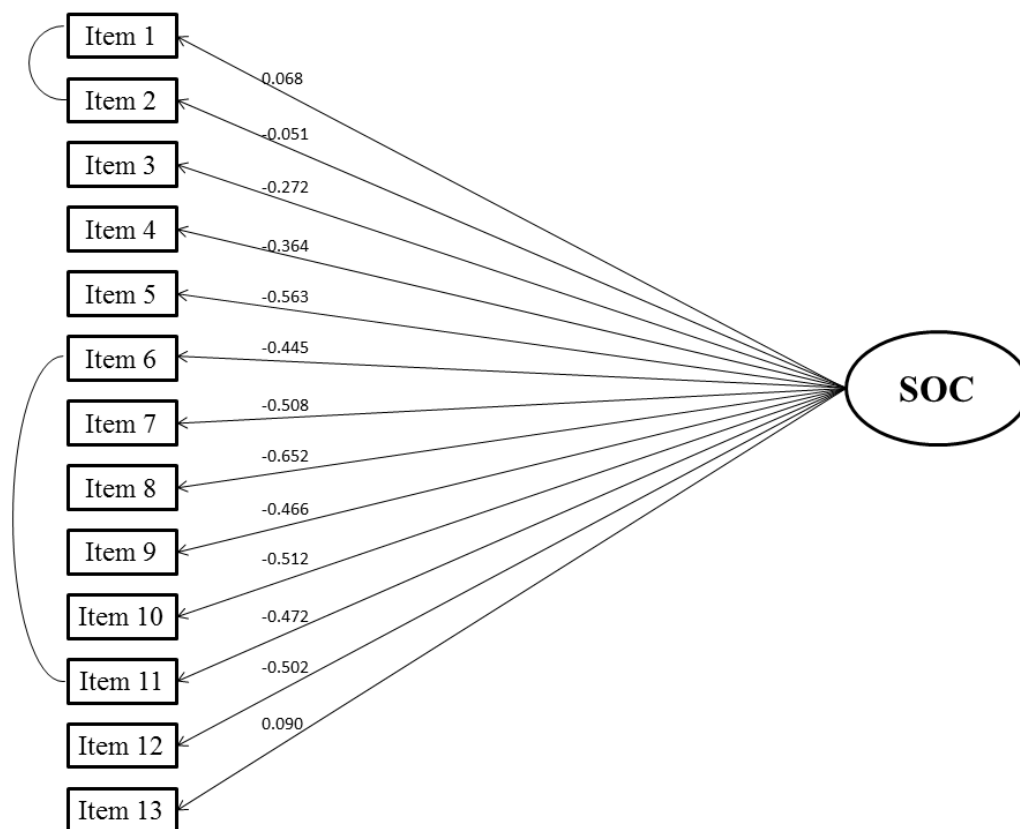 Item 1
0.068
Item 2
-0.051
Item 3
-0.272
Item 4
-0.364
Item 5
-0.563
Item 6
-0.445
SOC
Item 7
-0.508
Item 8
-0.652
Item 9
-0.466
Item 10
-0.512
Item 11
-0.472
Item 12
-0.502
0.090
Item 13